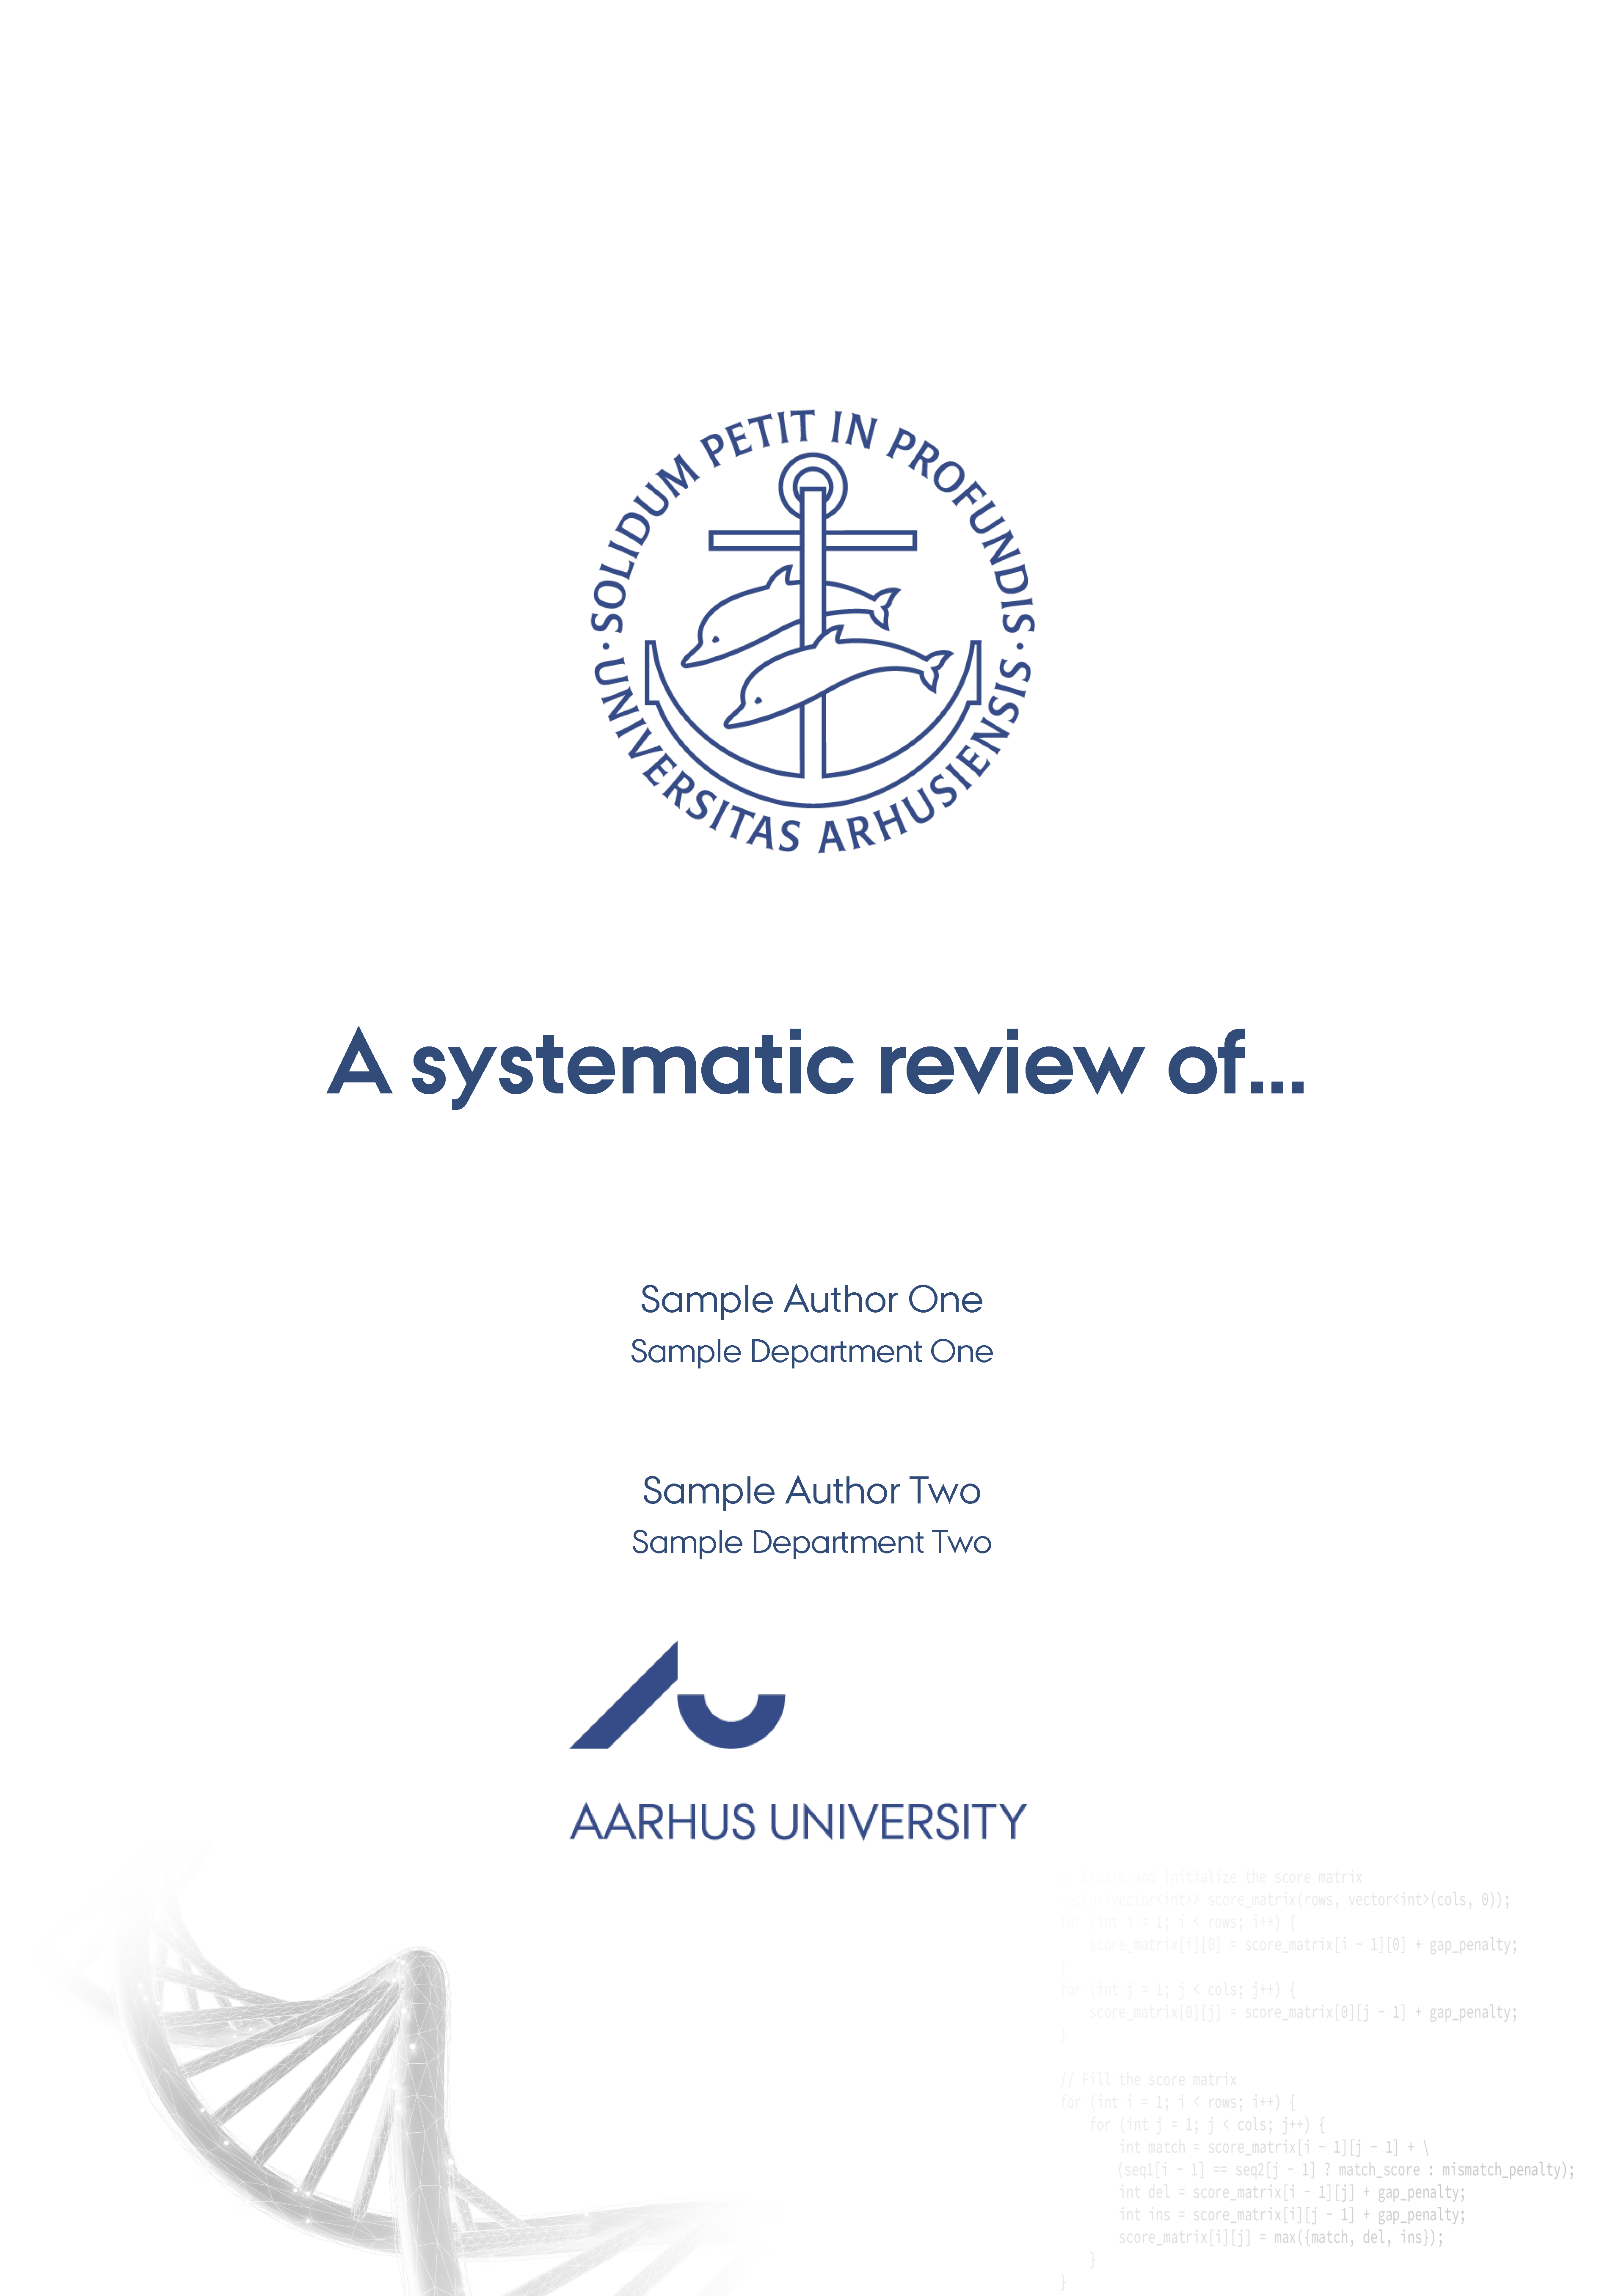 SOLIDUM PETIT IN PROFUNDIS
UNIVERSITAS ARHUSIENSIS
A systematic review of...
Sample Author One
Sample Department One
Sample Author Two
Sample Department Two
AARHUS UNIVERSITY
and initialize the score matrix
vector<vector<int>> score_matrix(rows, vector<int>(cols, 0));
for (int i = 1; i < rows; i++) {
score_matrix[i][0] = score_matrix[i - 1][0] + gap_penalty;
for (int j = 1; j < cols; j++) {
score_matrix[0][j] = score_matrix[0][j - 1] + gap_penalty;
}
// Fill the score matrix
for (int i = 1; i < rows; i++) {
for (int j = 1; j < cols; j++) {
int match = score_matrix[i - 1][j - 1] + \
(seq1[i - 1] == seq2[j - 1] ? match_score : mismatch_penalty);
int del = score_matrix[i - 1][j] + gap_penalty;
int ins = score_matrix[i][j - 1] + gap_penalty;
score_matrix[i][j] = max({match, del, ins});
}
}